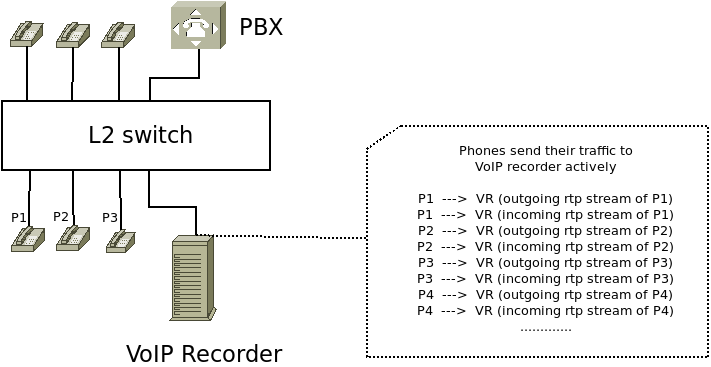 PBX
L2 switch
P1
P2
P3
VoIP Recorder
Phones send their traffic to
VoIP recorder actively
P1 ---> VR (outgoing rtp stream of P1)
P1 ---> VR (incoming rtp stream of P1)
P2 ---> VR (outgoing rtp stream of P2)
P2 ---> VR (incoming rtp stream of P2)
P3 ---> VR (outgoing rtp stream of P3)
P3 ---> VR (incoming rtp stream of P3)
P4 ---> VR (outgoing rtp stream of P4)
P4 ---> VR (incoming rtp stream of P4)
.............